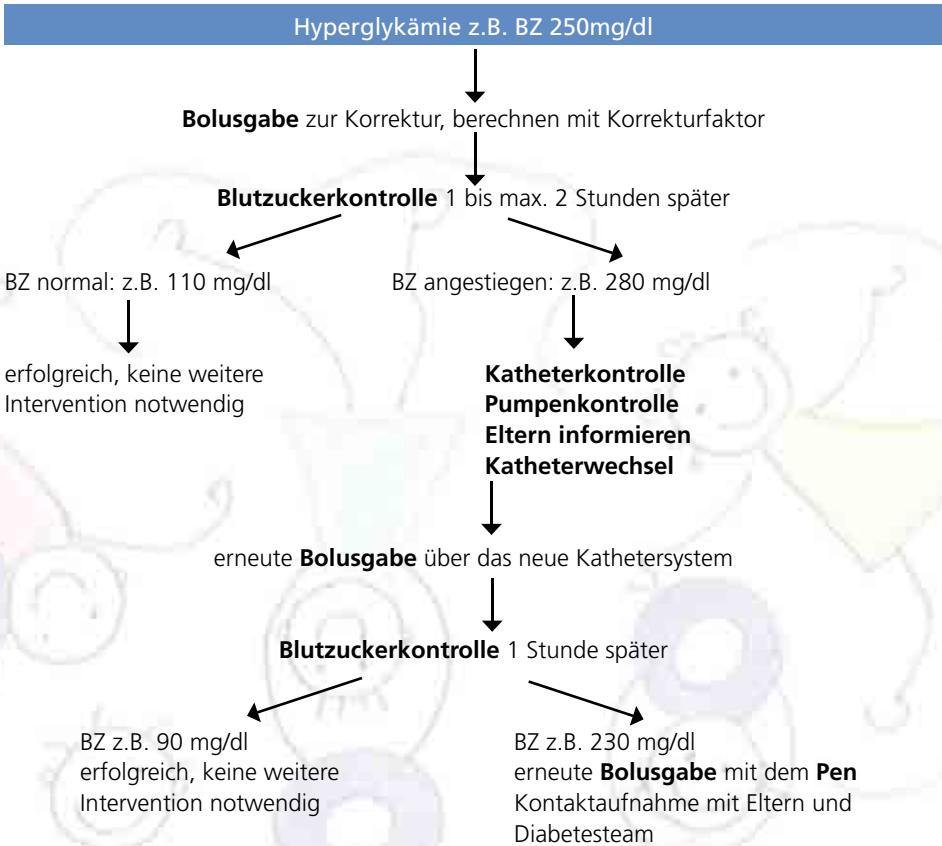 Hyperglykämie z.B. BZ 250mg/dl
Bolusgabe zur Korrektur, berechnen mit Korrekturfaktor
Blutzuckerkontrolle 1 bis max. 2 Stunden später
BZ normal: z.B. 110 mg/dl
erfolgreich, keine weitere
Intervention notwendig
BZ angestiegen: z.B. 280 mg/dl
Katheterkontrolle
Pumpenkontrolle
Eltern informieren
Katheterwechsel
erneute Bolusgabe über das neue Kathetersystem
Blutzuckerkontrolle 1 Stunde später
BZ z.B. 90 mg/dl
erfolgreich, keine weitere
Intervention notwendig
BZ z.B. 230 mg/dl
erneute Bolusgabe mit dem Pen
Kontaktaufnahme mit Eltern und
Diabetesteam